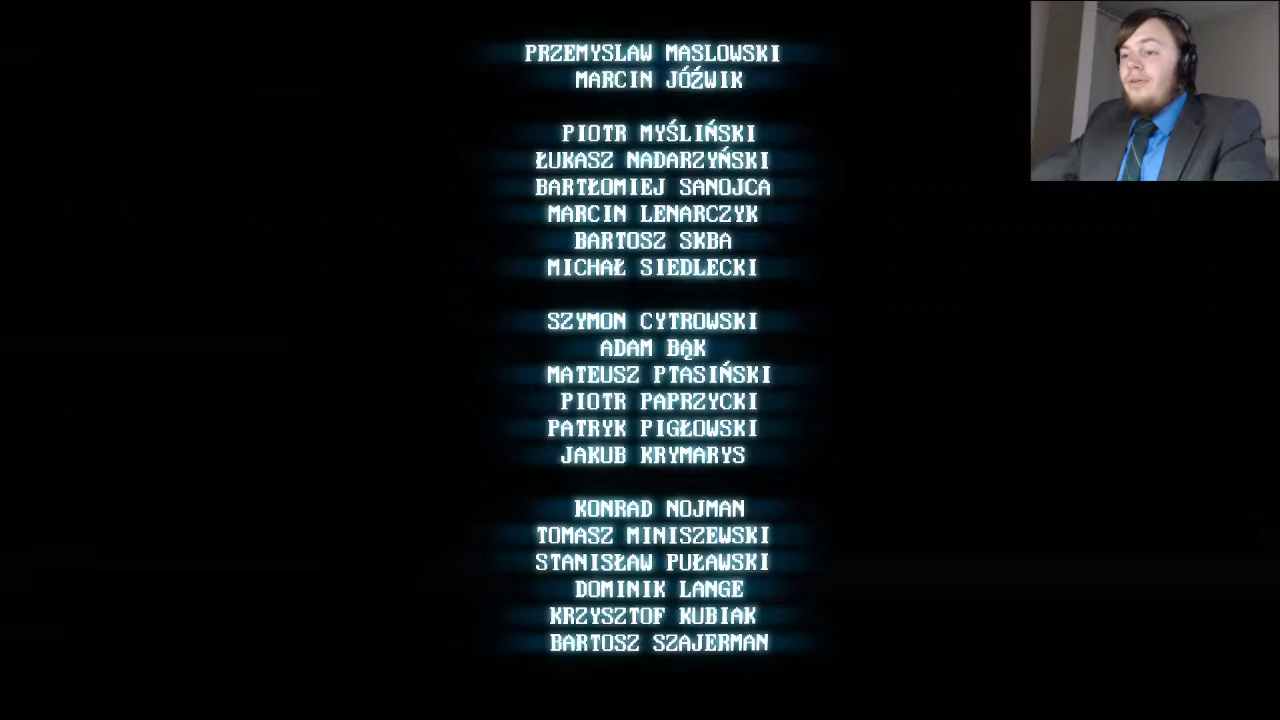 PRZEMYSLAW MASLOWSKI
MARCIN JÓŹWIK
PIOTR MYŚLIŃSKI
ŁUKASZ NADARZYŃSKI
BARTŁOMIEJ SANOJCA
MARCIN LENARCZYK
BARTOSZ SKBA
MICHAŁ SIEDLECKI
SZYMON CYTROWSKI
ADAM BĄK
MATEUSZ PTASIŃSKI
PIOTR PAPRZYCKI
PATRYK PIGŁOWSKI
JAKUB KRYMARYS
KONRAD NOJMAN
TOMASZ MINISZEWSKI
STANISŁAW PUŁAWSKI
DOMINIK LANGE
KRZYSZTOF KUBIAK
BARTOSZ SZAJERMAN